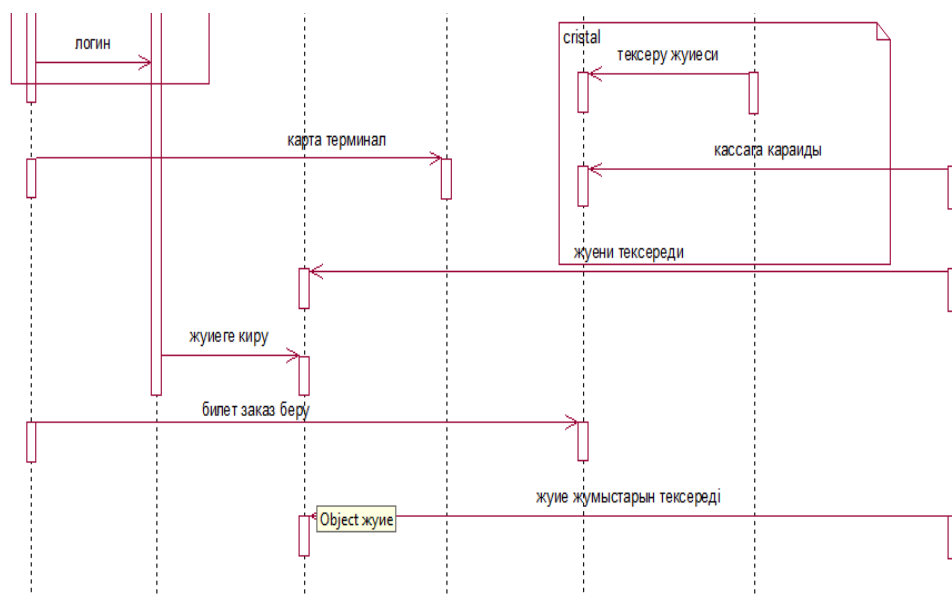 cristal
логин
тексеру жуиеси
карта терминал
кассага караиды
жуени тексереди
жуиеге киру
билет заказ беру
жуие жумыстарын тексереді
Object жуие